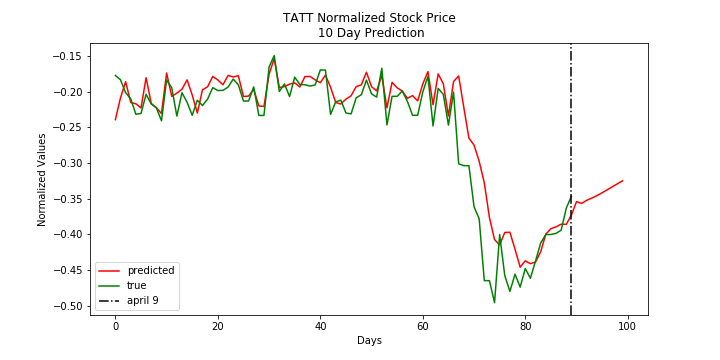 TATT Normalized Stock Price
10 Day Prediction
Normalized Values
−0.15
−0.20
−0.25
−0.30
−0.35
−0.40
−0.45
−0.50
predicted
true
april 9
0 20 40 60 80 100
Days